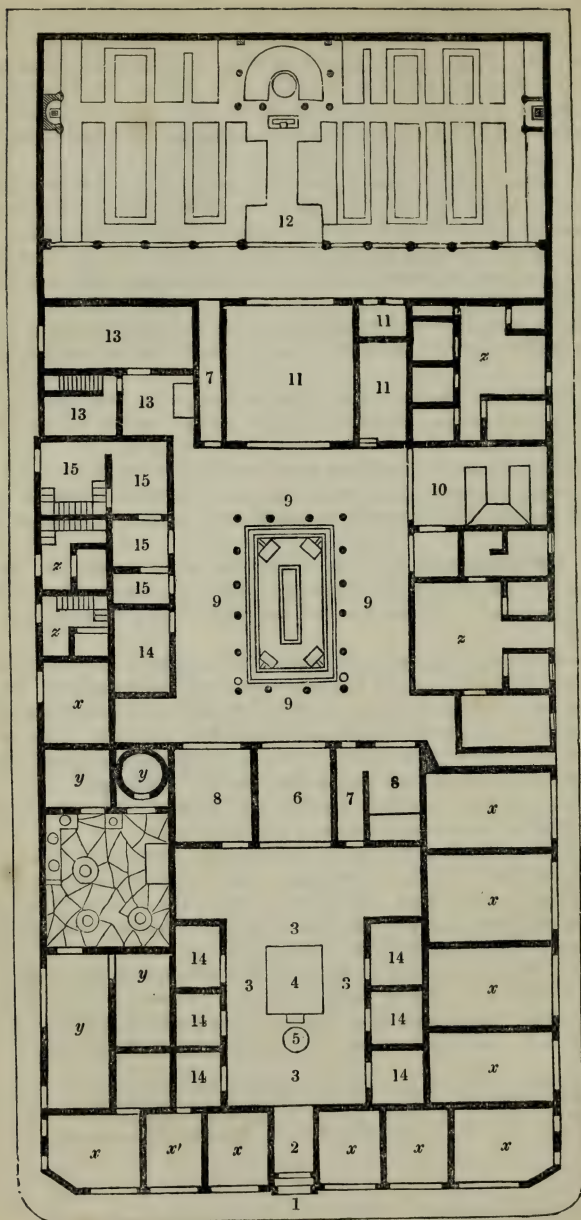 12
13 7 11 11 z
11
13 13
15 15 9 10
z 15
15 9 9
z 14 z
x 9
y y 8 6 7 8 x
x
3
14 14
y 3 4 3 x
y 14 14
5
14 3 14 x
x x' x 2 x x x
1